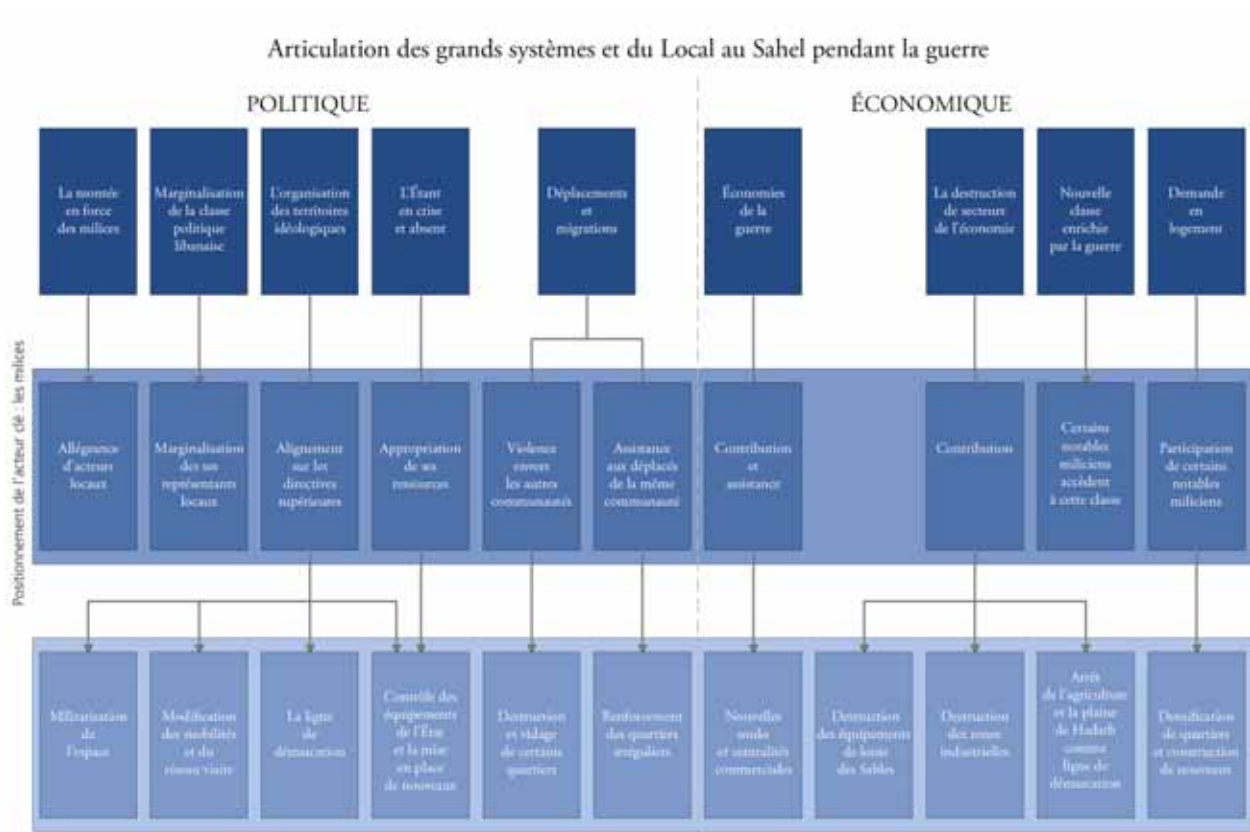 Articulation des grands systèmes et du Local au Sahel pendant la guerre
POLITIQUE
ÉCONOMIQUE
La montée
en force
des milices
Marginalisation
de la classe
politique
libanaise
L'organisation
des territoires
idéologiques
L'Étant
en crise
et absent
Déplacements
et
migrations
Économies
de la
guerre
La destruction
de secteurs
de l'économie
Nouvelle
classe
enrichie
par la guerre
Demande
en
logement
Positionnement de l'acteur clé : les milices
Allégeance
d'acteurs
locaux
Marginalisation
des ses
représentants
locaux
Alignement
sur les
directives
supérieures
Appropriation
de ses
ressources
Violence
envers
les autres
communautés
Assistance
aux déplacés
de la même
communauté
Contribution
et
assistance
Contribution
Certains
notables
miliciens
accèdent
à cette classe
Participation
de certains
notables
miliciens
Militarisation
de
l'espace
Modification
des mobilités
et du
réseau
La ligne
de
démarcation
Contrôle des
équipements
de l'État
et la mise
en place
de nouveaux
Destruction
et vidage
de certains
quartiers
Renforcement
des quartiers
irréguliers
Nouvelles
et centralités
commerciales
Destruction
des équipements
de loisir
des Sables
Destruction
des zones
industrielles
Arrêt
de l'agriculture
et la plaine
de Hadath
comme
ligne de
démarcation
Densification
de quartiers
et construction
de nouveaux